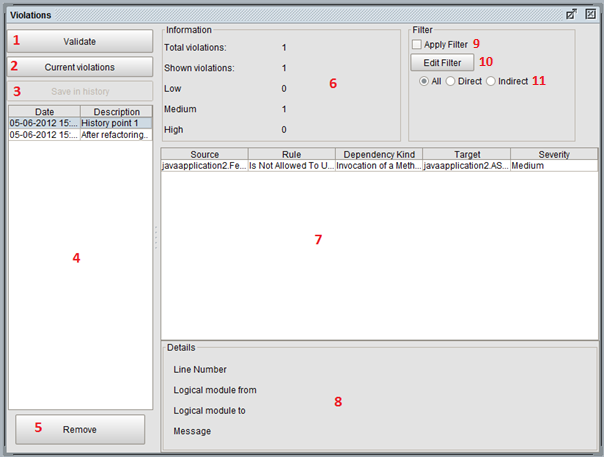 Violations
1 Validate
2 Current violations
3 Save in history
Date Description
05-06-2012 15:... History point 1
05-06-2012 15:... After refactoring..
4
5 Remove
Information
Total violations: 1
Shown violations: 1
Low 0
Medium 1
High 0
6
Filter
Apply Filter 9
Edit Filter 10
All Direct Indirect 11
Source Rule Dependency Kind Target Severity
javaapplication2.Fe... Is Not Allowed To U... Invocation of a Meth... javaapplication2.AS... Medium
7
Details
Line Number
Logical module from
Logical module to
Message
8